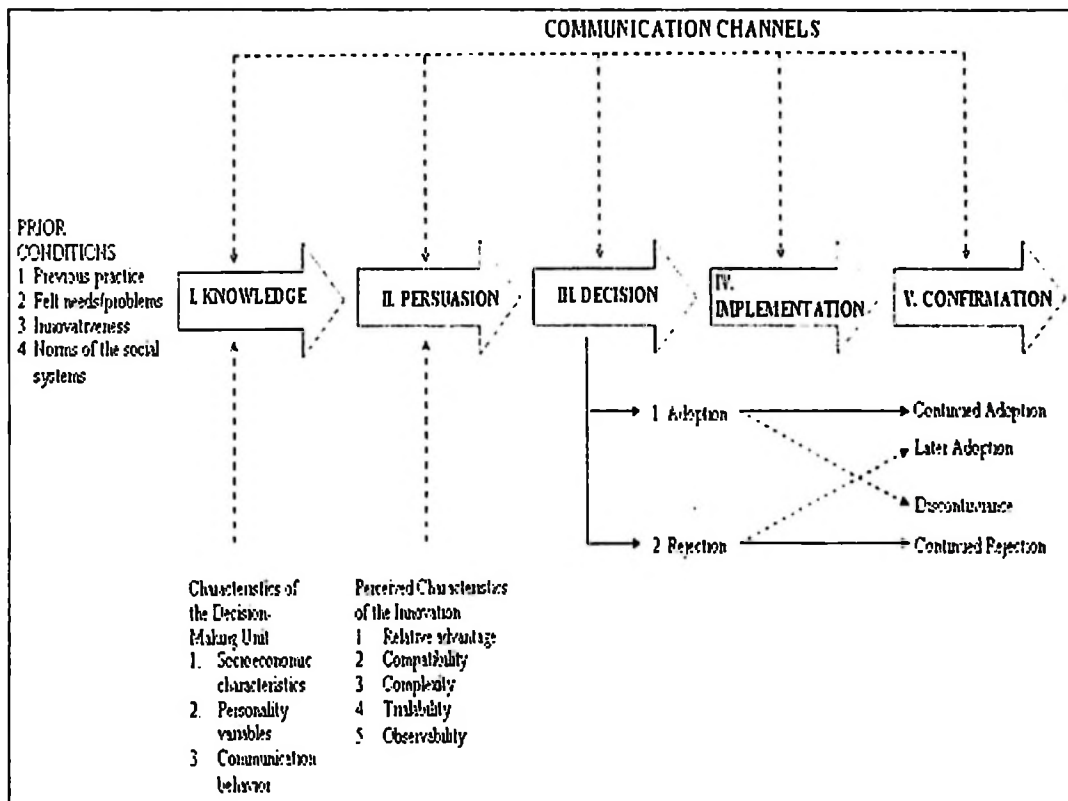 COMMUNICATION CHANNELS
PRIOR
CONDITIONS
1 Previous practice
2 Felt needs/problems
3 Innovativeness
4 Norms of the social
systems
I. KNOWLEDGE
II. PERSUASION
III. DECISION
IV.
IMPLEMENTATION
V. CONFIRMATION
1 Adoption
Continued Adoption
Later Adoption
Discontinuance
2 Rejection
Continued Rejection
Characteristics of
the Decision-
Making Unit
1. Socioeconomic
characteristics
2. Personality
variables
3 Communication
behavior
Perceived Characteristics
of the Innovation
1 Relative advantage
2 Compatibility
3 Complexity
4 Trialability
5 Observability